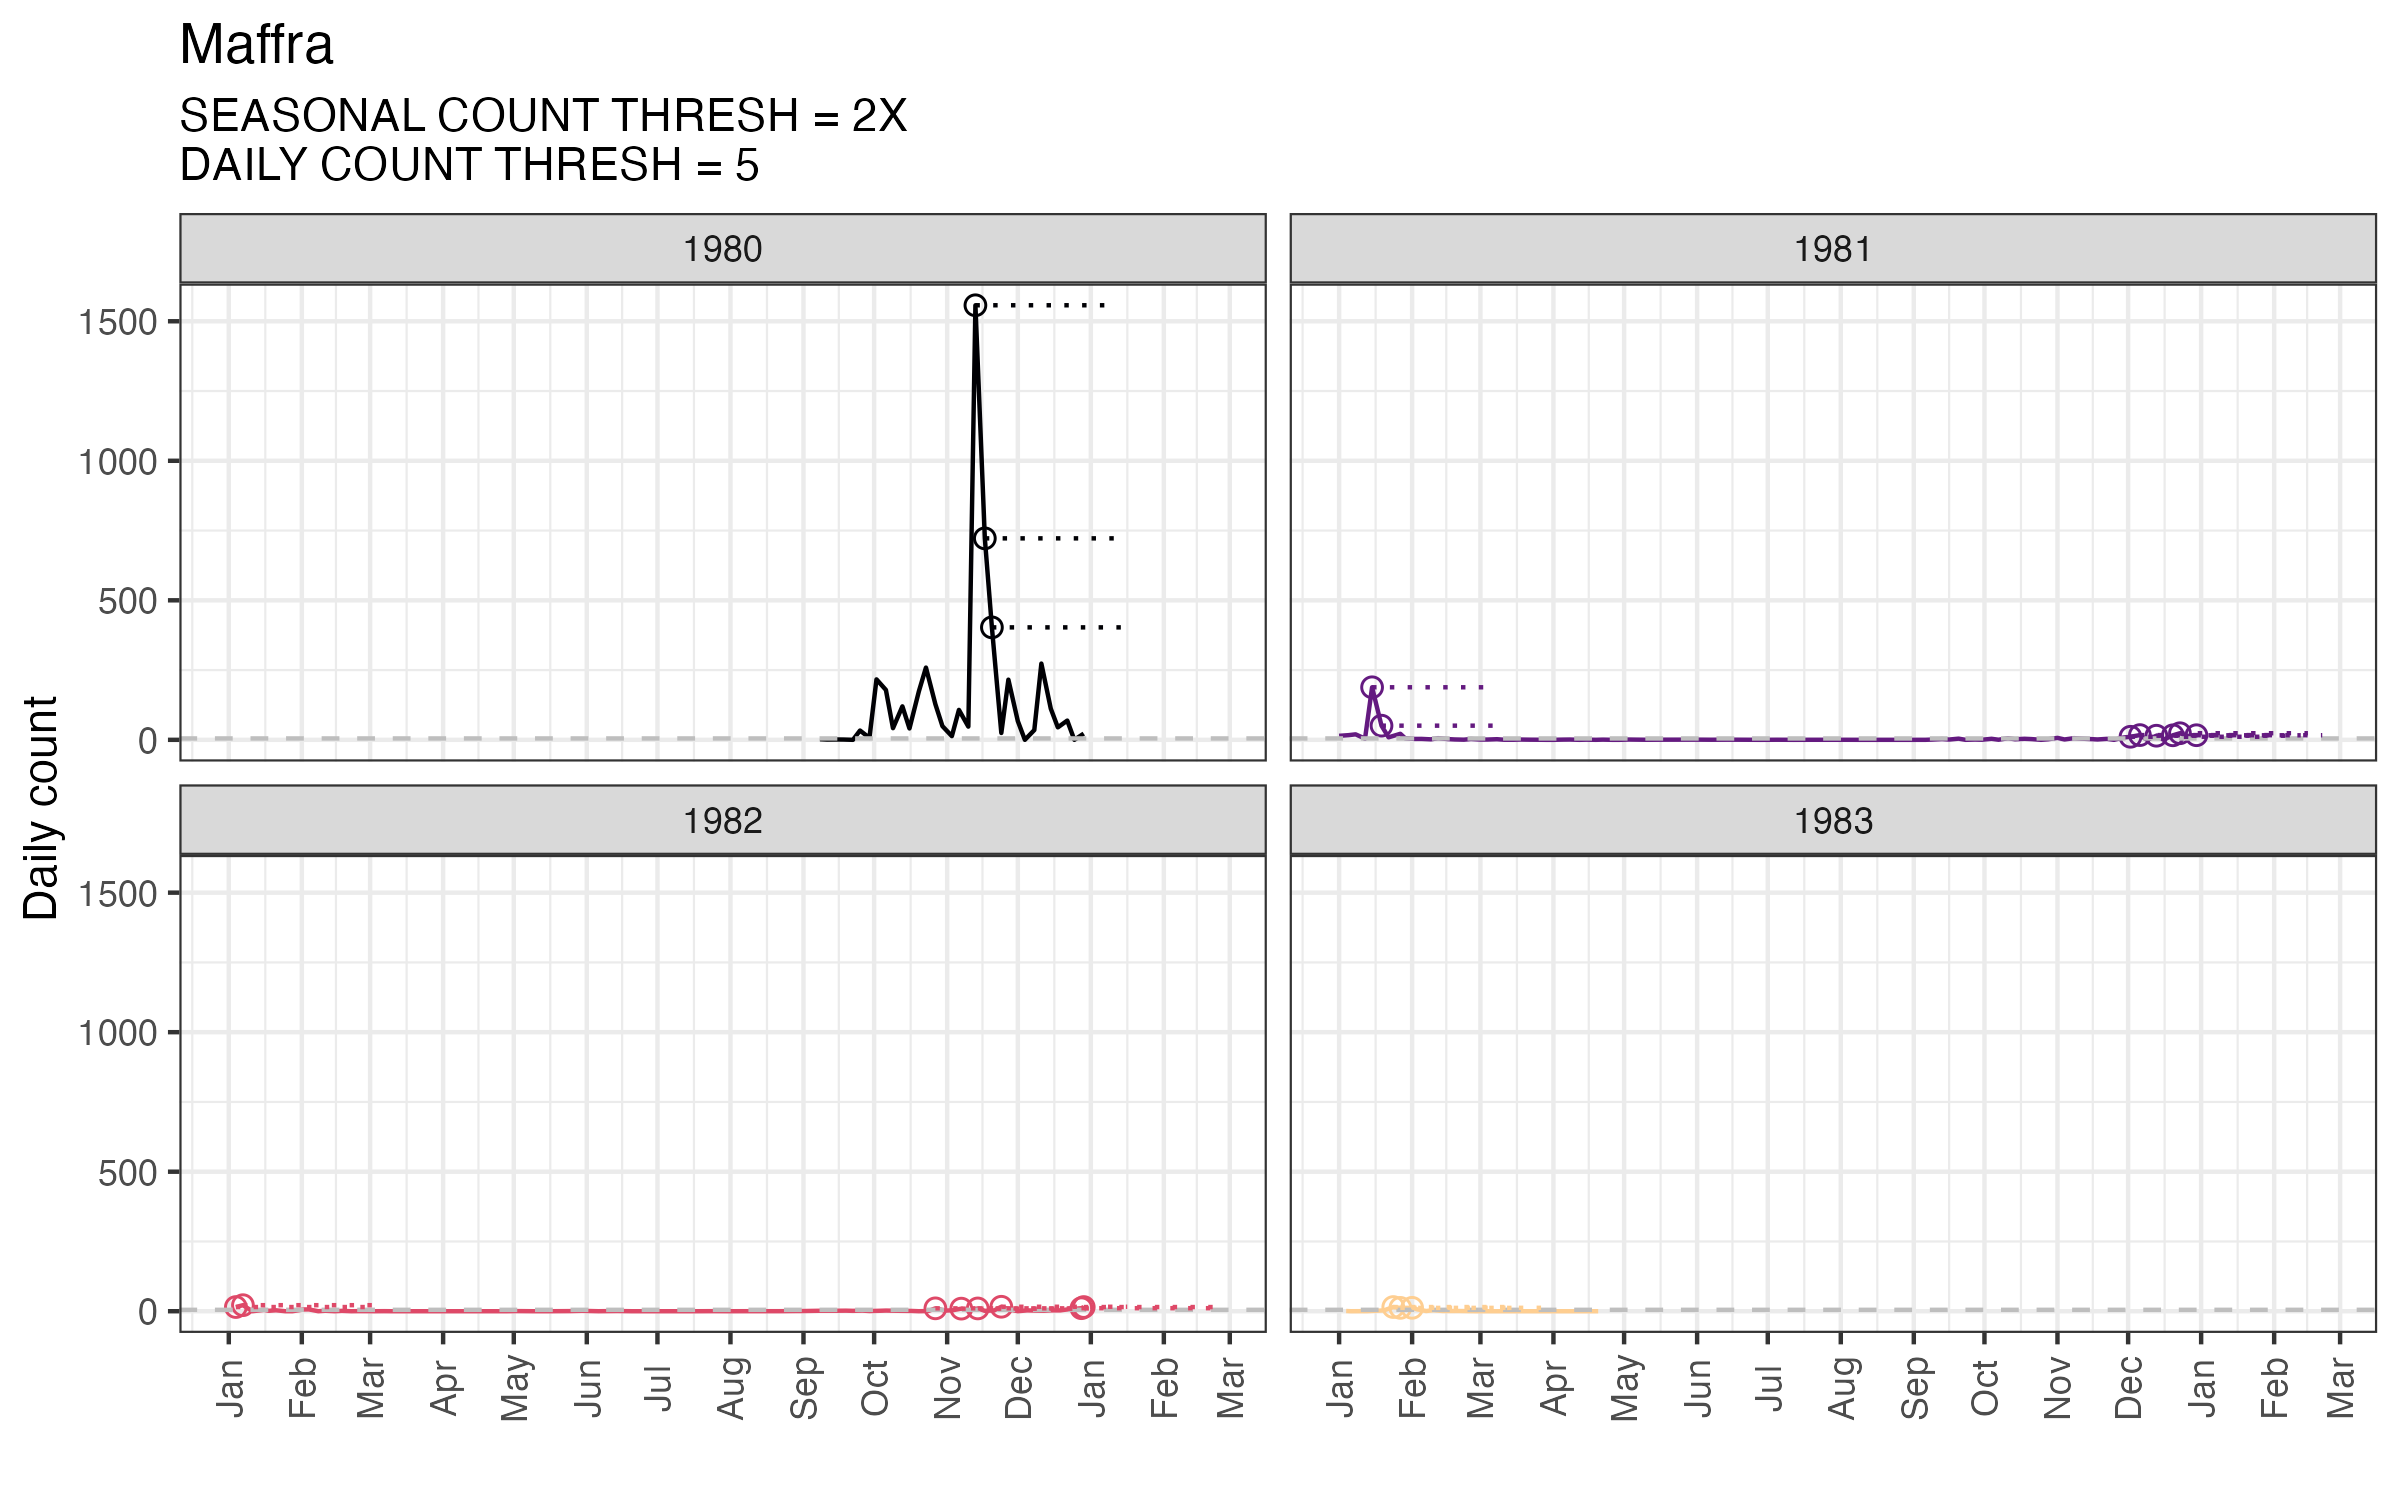 Maffra
SEASONAL COUNT THRESH = 2X
DAILY COUNT THRESH = 5
1980
1981
1500
1000
500
0
Daily count
1982
1983
1500
1000
500
0
Jan Feb Mar Apr May Jun Jul Aug Sep Oct Nov Dec Jan Feb Mar
Jan Feb Mar Apr May Jun Jul Aug Sep Oct Nov Dec Jan Feb Mar